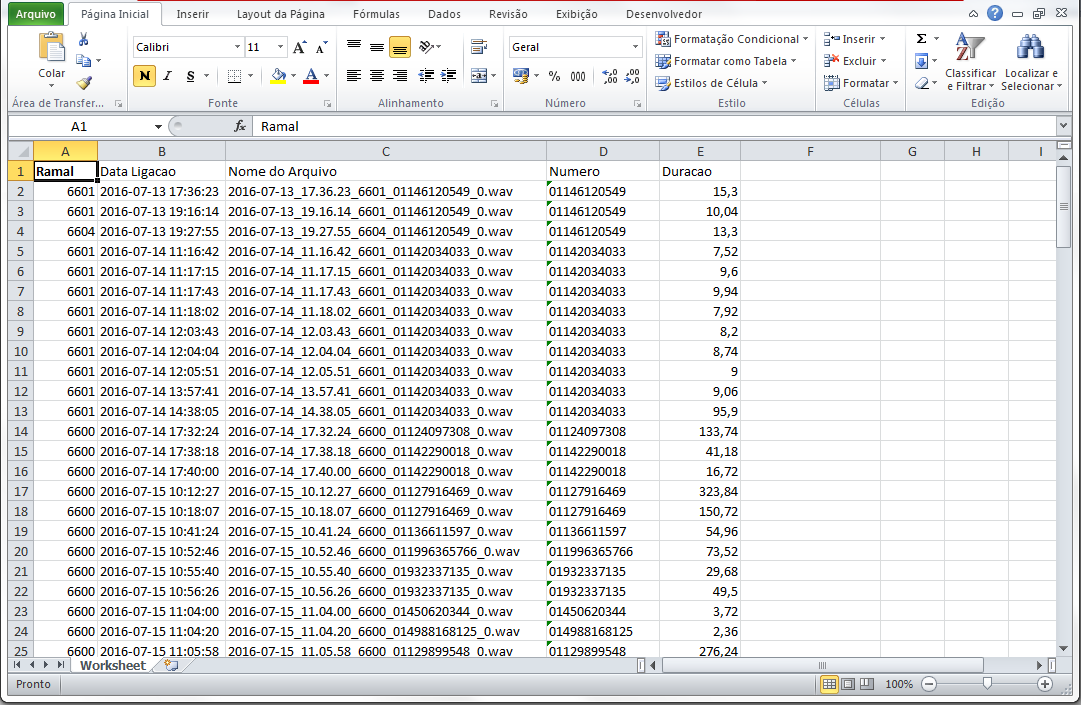 Arquivo Página Inicial Inserir Layout da Página Fórmulas Dados Revisão Exibição Desenvolvedor
Colar
Calibri 11 A A
N I S A
Geral
% 000 ,00 ,00
Formatação Condicional
Formatar como Tabela
Estilos de Célula
Inserir
Excluir
Formatar
Σ
Classificar e Filtrar
Localizar e Selecionar
Área de Transfer... Fonte Alinhamento Número Estilo Células Edição
A1 fx Ramal
A B C D E F G H I
1 Ramal Data Ligacao Nome do Arquivo Numero Duracao
2 6601 2016-07-13 17:36:23 2016-07-13_17.36.23_6601_01146120549_0.wav 01146120549 15,3
3 6601 2016-07-13 19:16:14 2016-07-13_19.16.14_6601_01146120549_0.wav 01146120549 10,04
4 6604 2016-07-13 19:27:55 2016-07-13_19.27.55_6604_01146120549_0.wav 01146120549 13,3
5 6601 2016-07-14 11:16:42 2016-07-14_11.16.42_6601_01142034033_0.wav 01142034033 7,52
6 6601 2016-07-14 11:17:15 2016-07-14_11.17.15_6601_01142034033_0.wav 01142034033 9,6
7 6601 2016-07-14 11:17:43 2016-07-14_11.17.43_6601_01142034033_0.wav 01142034033 9,94
8 6601 2016-07-14 11:18:02 2016-07-14_11.18.02_6601_01142034033_0.wav 01142034033 7,92
9 6601 2016-07-14 12:03:43 2016-07-14_12.03.43_6601_01142034033_0.wav 01142034033 8,2
10 6601 2016-07-14 12:04:04 2016-07-14_12.04.04_6601_01142034033_0.wav 01142034033 8,74
11 6601 2016-07-14 12:05:51 2016-07-14_12.05.51_6601_01142034033_0.wav 01142034033 9
12 6601 2016-07-14 13:57:41 2016-07-14_13.57.41_6601_01142034033_0.wav 01142034033 9,06
13 6601 2016-07-14 14:38:05 2016-07-14_14.38.05_6601_01142034033_0.wav 01142034033 95,9
14 6600 2016-07-14 17:32:24 2016-07-14_17.32.24_6600_01124097308_0.wav 01124097308 133,74
15 6600 2016-07-14 17:38:18 2016-07-14_17.38.18_6600_01142290018_0.wav 01142290018 41,18
16 6600 2016-07-14 17:40:00 2016-07-14_17.40.00_6600_01142290018_0.wav 01142290018 16,72
17 6600 2016-07-15 10:12:27 2016-07-15_10.12.27_6600_01127916469_0.wav 01127916469 323,84
18 6600 2016-07-15 10:18:07 2016-07-15_10.18.07_6600_01127916469_0.wav 01127916469 150,72
19 6600 2016-07-15 10:41:24 2016-07-15_10.41.24_6600_01136611597_0.wav 01136611597 54,96
20 6600 2016-07-15 10:52:46 2016-07-15_10.52.46_6600_011996365766_0.wav 011996365766 73,52
21 6600 2016-07-15 10:55:40 2016-07-15_10.55.40_6600_01932337135_0.wav 01932337135 29,68
22 6600 2016-07-15 10:56:26 2016-07-15_10.56.26_6600_01932337135_0.wav 01932337135 49,5
23 6600 2016-07-15 11:04:00 2016-07-15_11.04.00_6600_01450620344_0.wav 01450620344 3,72
24 6600 2016-07-15 11:04:20 2016-07-15_11.04.20_6600_014988168125_0.wav 014988168125 2,36
25 6600 2016-07-15 11:05:58 2016-07-15_11.05.58_6600_01129899548_0.wav 01129899548 276,24
Worksheet
Pronto 100%